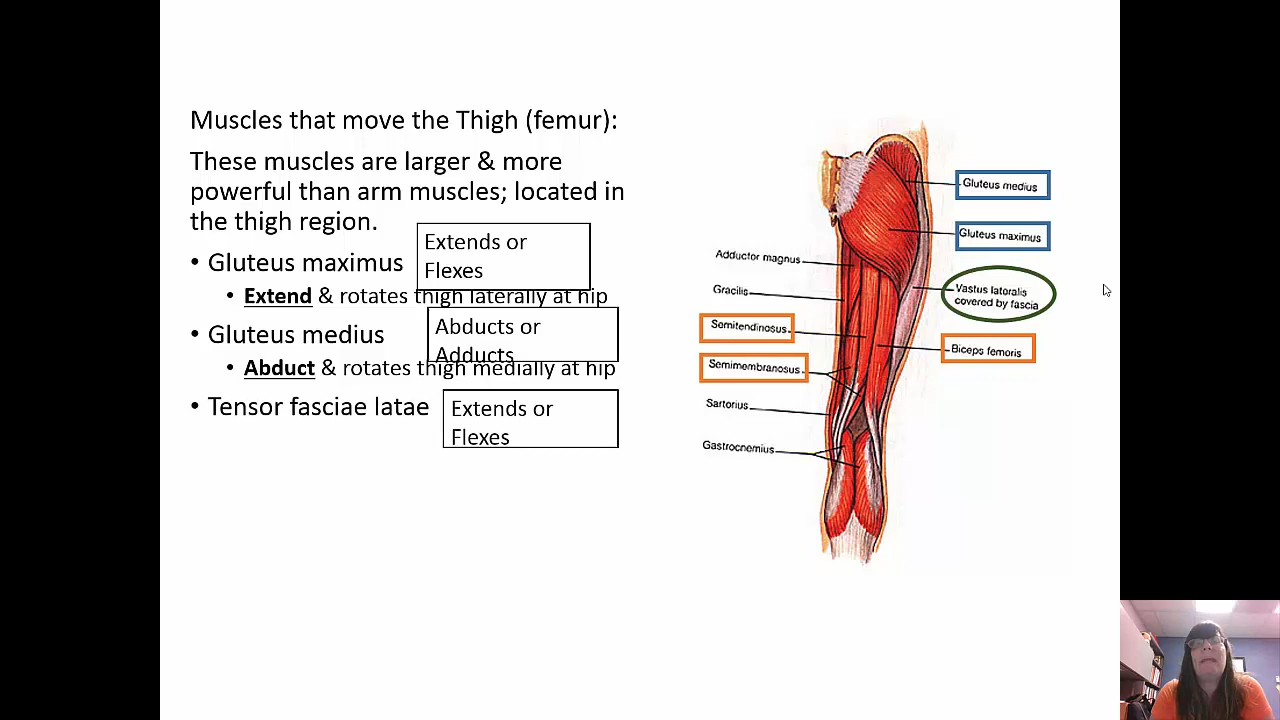 Muscles that move the Thigh (femur):
These muscles are larger & more
powerful than arm muscles; located in
the thigh region.
• Gluteus maximus
Extends or
Flexes
• Extend & rotates thigh laterally at hip
• Gluteus medius
Abducts or
Adducts
• Abduct & rotates thigh medially at hip
• Tensor fasciae latae
Extends or
Flexes
Gluteus medius
Gluteus maximus
Adductor magnus
Gracilis
Vastus lateralis
covered by fascia
Semitendinosus
Biceps femoris
Semimembranosus
Sartorius
Gastrocnemius